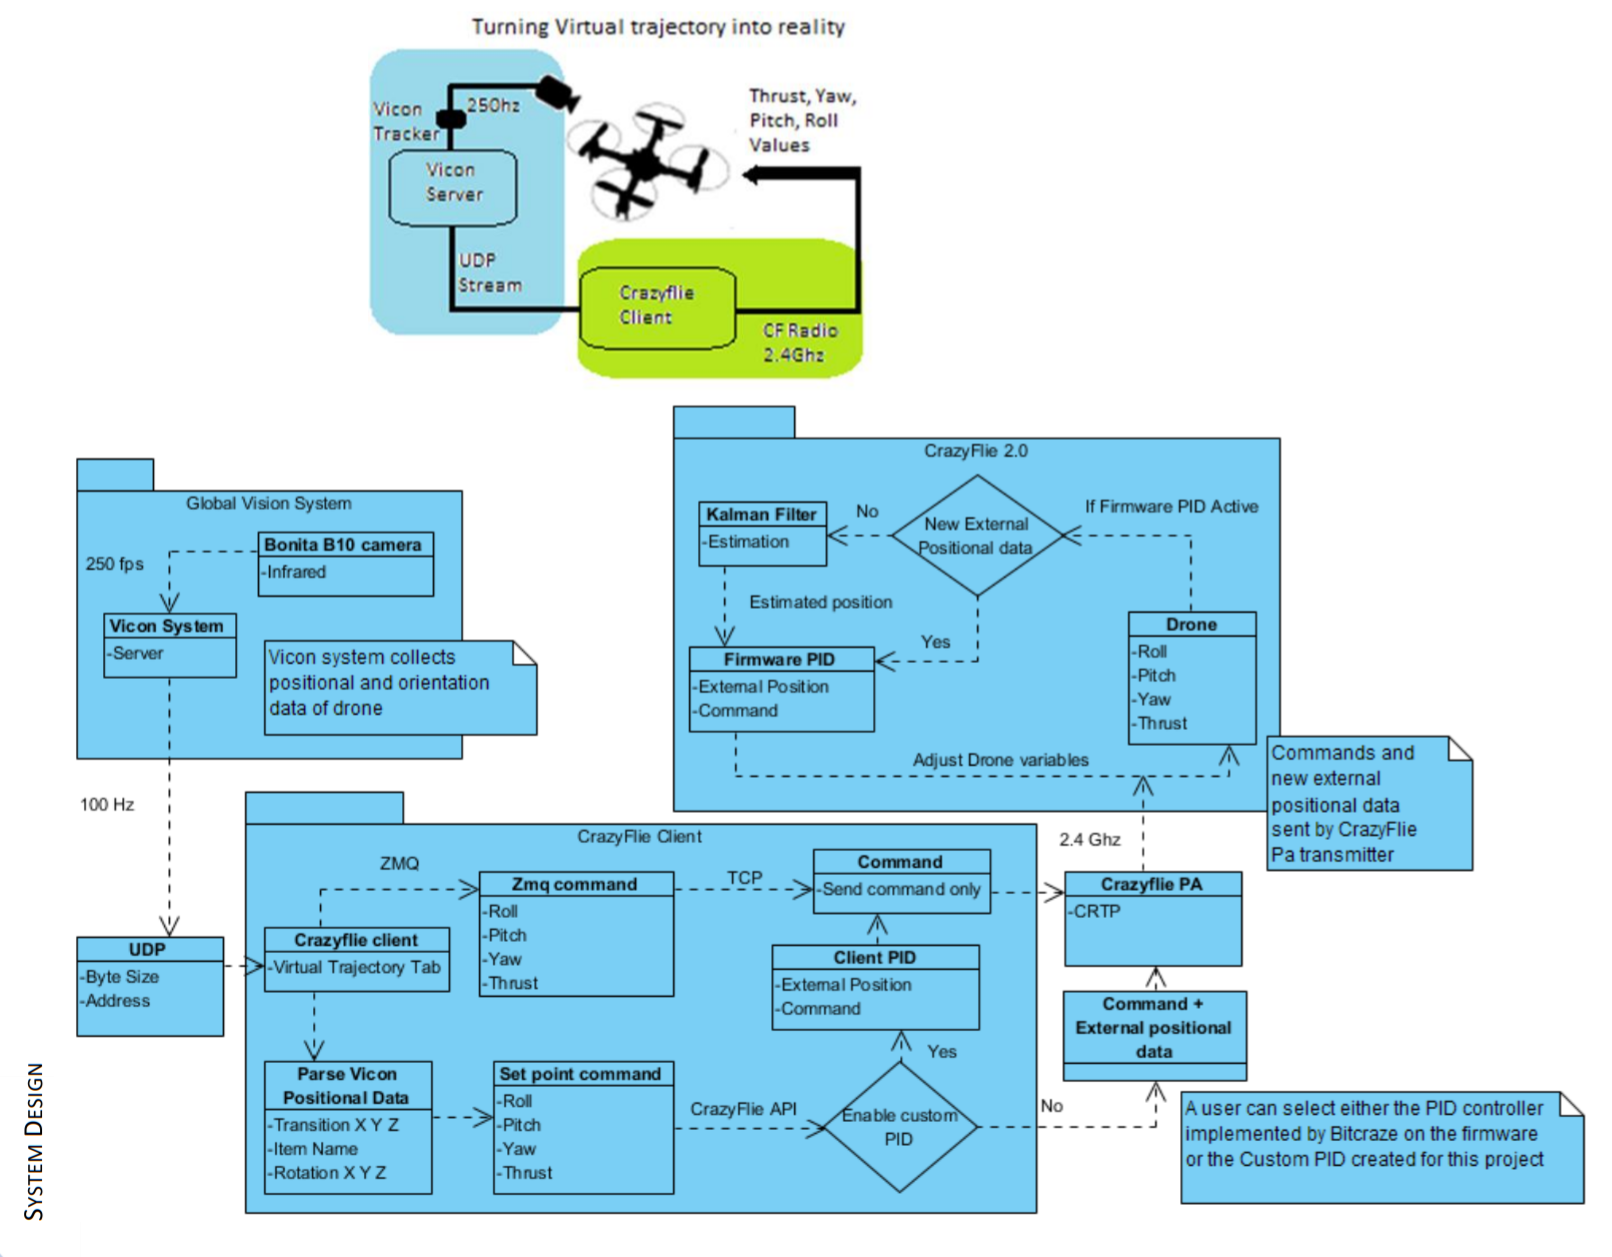 Turning Virtual trajectory into reality
Vicon
Tracker
250hz
Vicon
Server
UDP
Stream
Thrust, Yaw,
Pitch, Roll
Values
Crazyflie
Client
CF Radio
2.4Ghz
Global Vision System
250 fps
Bonita B10 camera
-Infrared
Vicon System
-Server
Vicon system collects
positional and orientation
data of drone
100 Hz
UDP
-Byte Size
-Address
CrazyFlie 2.0
Kalman Filter
-Estimation
No
New External
Positional data
If Firmware PID Active
Estimated position
Yes
Firmware PID
-External Position
-Command
Drone
-Roll
-Pitch
-Yaw
-Thrust
Adjust Drone variables
Commands and
new external
positional data
sent by CrazyFlie
Pa transmitter
2.4 Ghz
CrazyFlie Client
ZMQ
Zmq command
-Roll
-Pitch
-Yaw
-Thrust
TCP
Command
-Send command only
Crazyflie client
-Virtual Trajectory Tab
Client PID
-External Position
-Command
Crazyflie PA
-CRTP
Command +
External positional
data
Parse Vicon
Positional Data
-Transition X Y Z
-Item Name
-Rotation X Y Z
Set point command
-Roll
-Pitch
-Yaw
-Thrust
CrazyFlie API
Enable custom
PID
Yes
No
A user can select either the PID controller
implemented by Bitcraze on the firmware
or the Custom PID created for this project
SYSTEM DESIGN